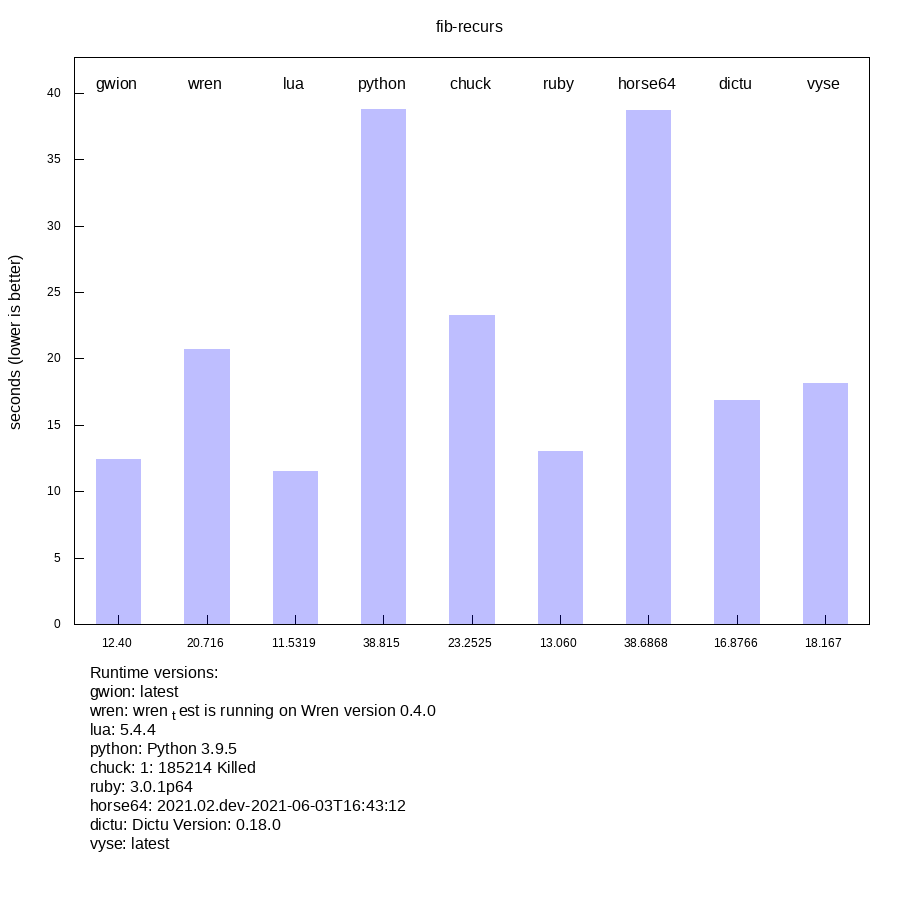 fib-recurs
gwion wren lua python chuck ruby horse64 dictu vyse
40
35
30
25
20
15
10
5
0
seconds (lower is better)
12.40 20.716 11.5319 38.815 23.2525 13.060 38.6868 16.8766 18.167
Runtime versions:
gwion: latest
wren: wren t est is running on Wren version 0.4.0
lua: 5.4.4
python: Python 3.9.5
chuck: 1: 185214 Killed
ruby: 3.0.1p64
horse64: 2021.02.dev-2021-06-03T16:43:12
dictu: Dictu Version: 0.18.0
vyse: latest